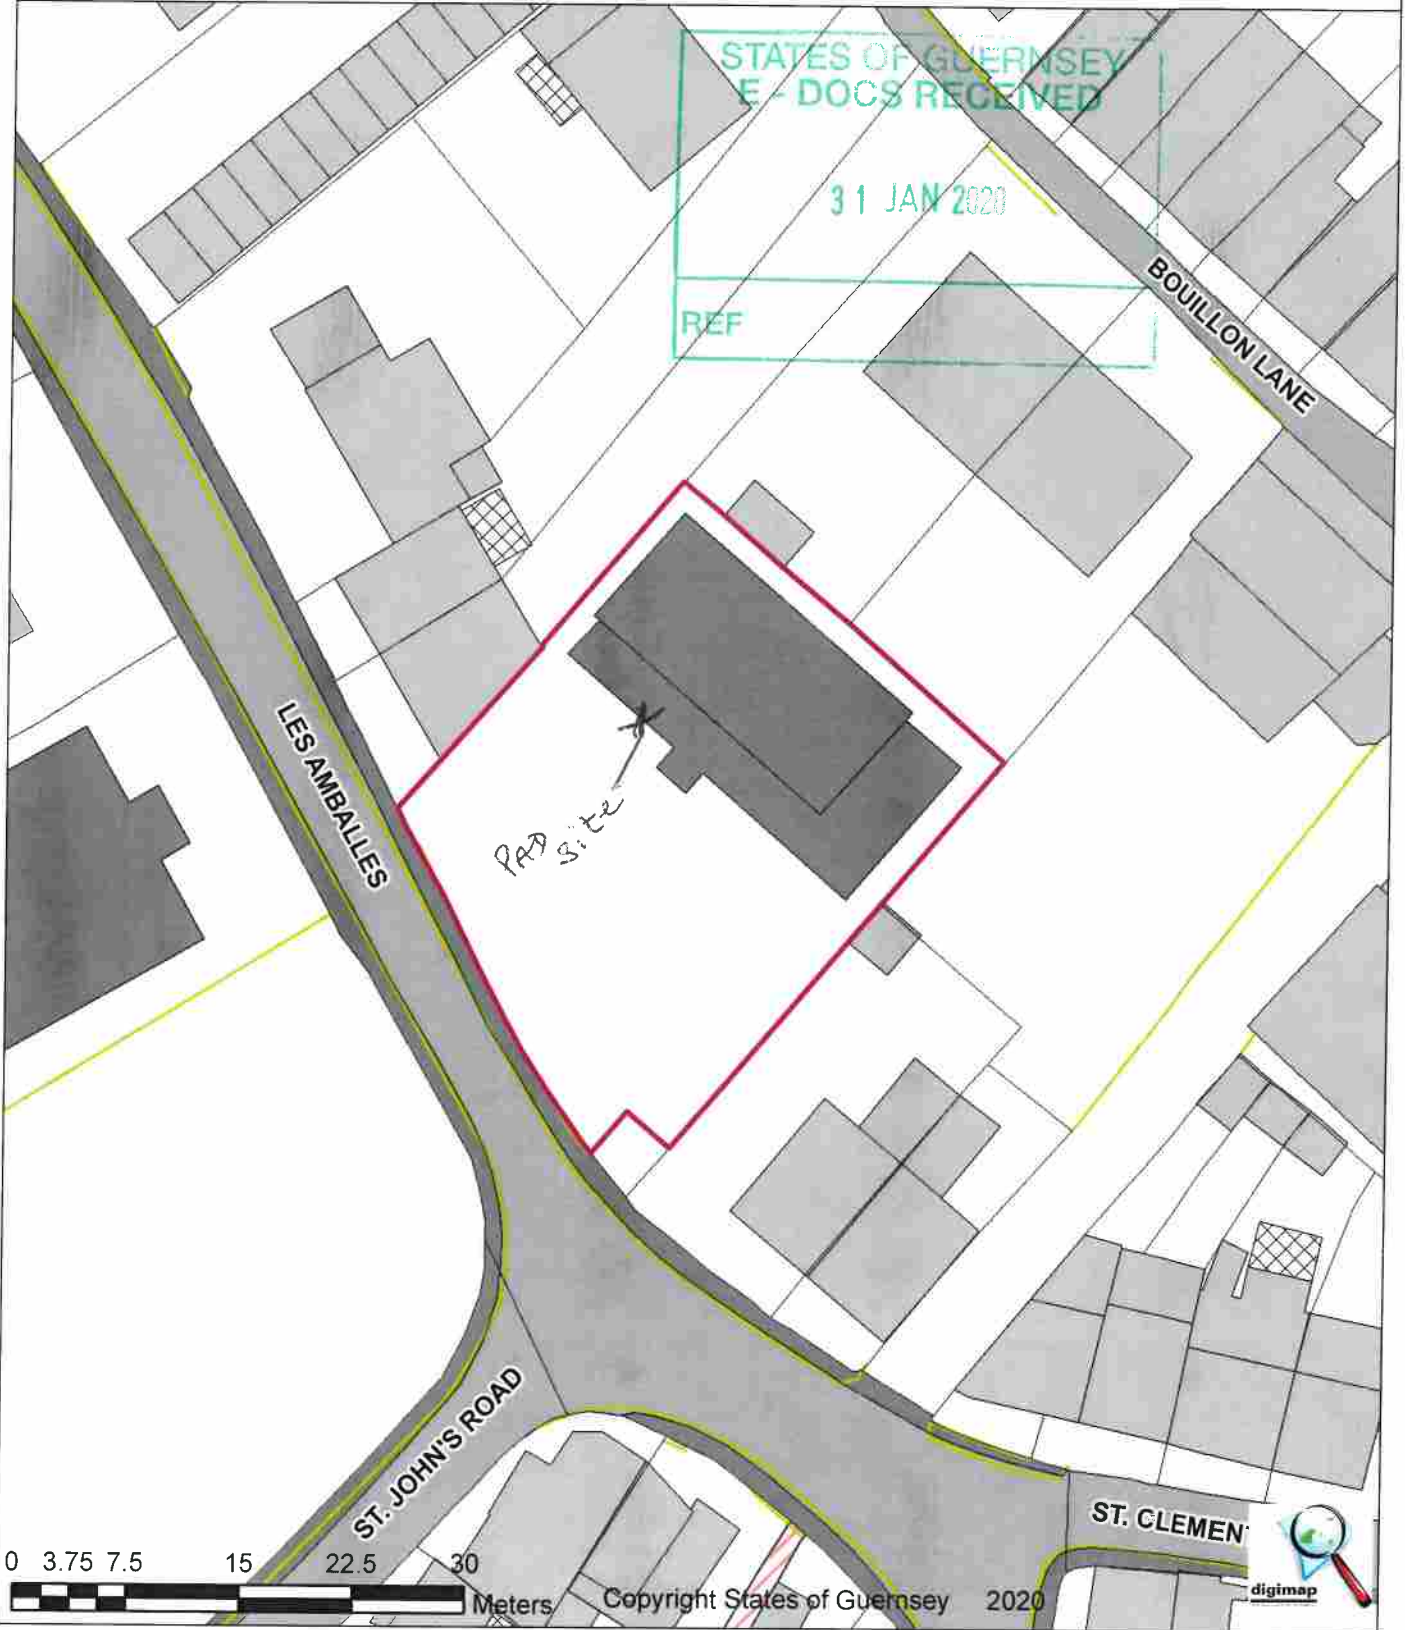 STATES OF GUERNSEY
E - DOCS RECEIVED
31 JAN 2020
REF
BOUILLON LANE
LES AMBALLES
PAD
site
ST. JOHN'S ROAD
ST. CLEMENT
0 3.75 7.5 15 22.5 30
Meters
Copyright States of Guernsey 2020
digimap